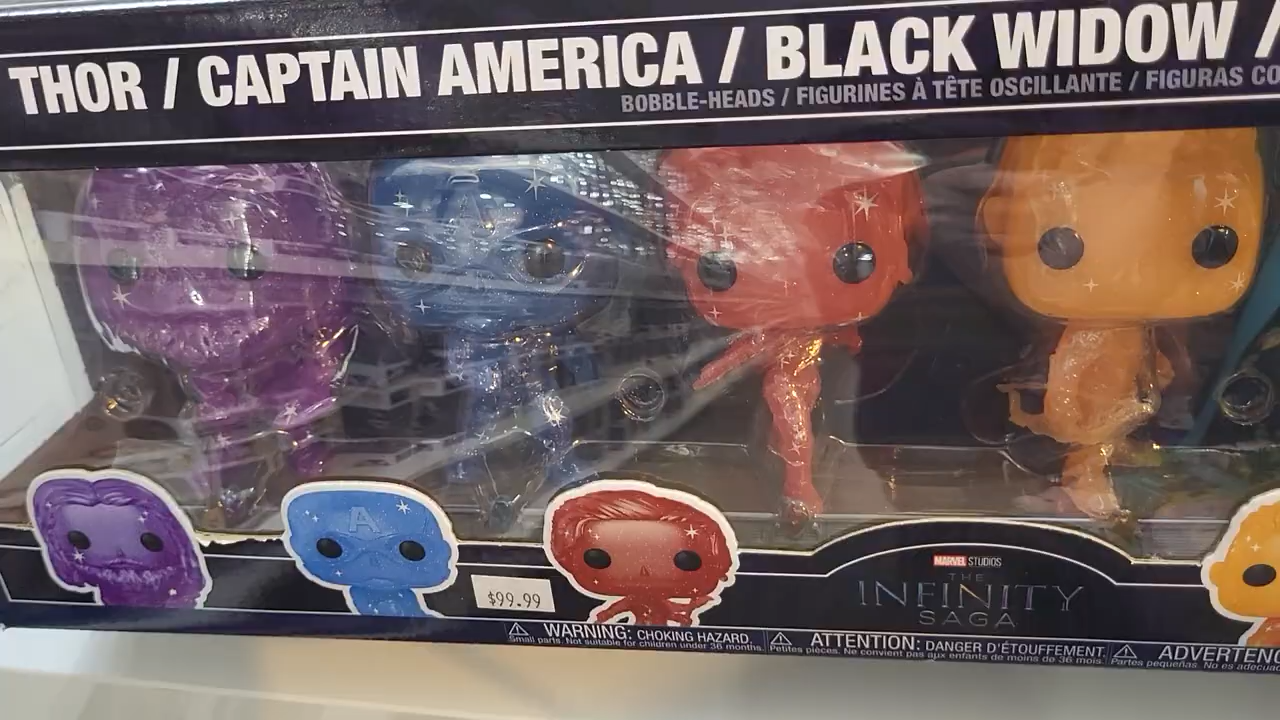 THOR / CAPTAIN AMERICA / BLACK WIDOW /
BOBBLE-HEADS / FIGURINES À TÊTE OSCILLANTE / FIGURAS CO
A
$99.99
MARVEL STUDIOS
THE
INFINITY
SAGA
WARNING: CHOKING HAZARD.
Small parts. Not suitable for children under 36 months.
ATTENTION: DANGER D'ÉTOUFFEMENT.
Petites pièces. Ne convient pas aux enfants de moins de 36 mois.
ADVERTENC
Partes pequeñas. No es adecuad